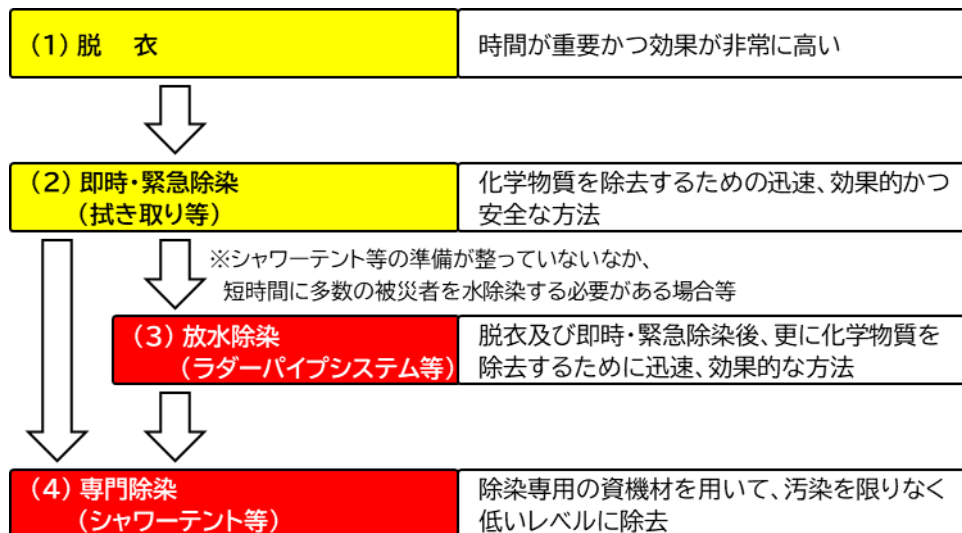 (1) 脱　衣
時間が重要かつ効果が非常に高い
(2) 即時・緊急除染
(拭き取り等)
化学物質を除去するための迅速、効果的かつ
安全な方法
※シャワーテント等の準備が整っていないなか、
短時間に多数の被災者を水除染する必要がある場合等
(3) 放水除染
(ラダーパイプシステム等)
脱衣及び即時・緊急除染後、更に化学物質を
除去するために迅速、効果的な方法
(4) 専門除染
(シャワーテント等)
除染専用の資機材を用いて、汚染を限りなく
低いレベルに除去